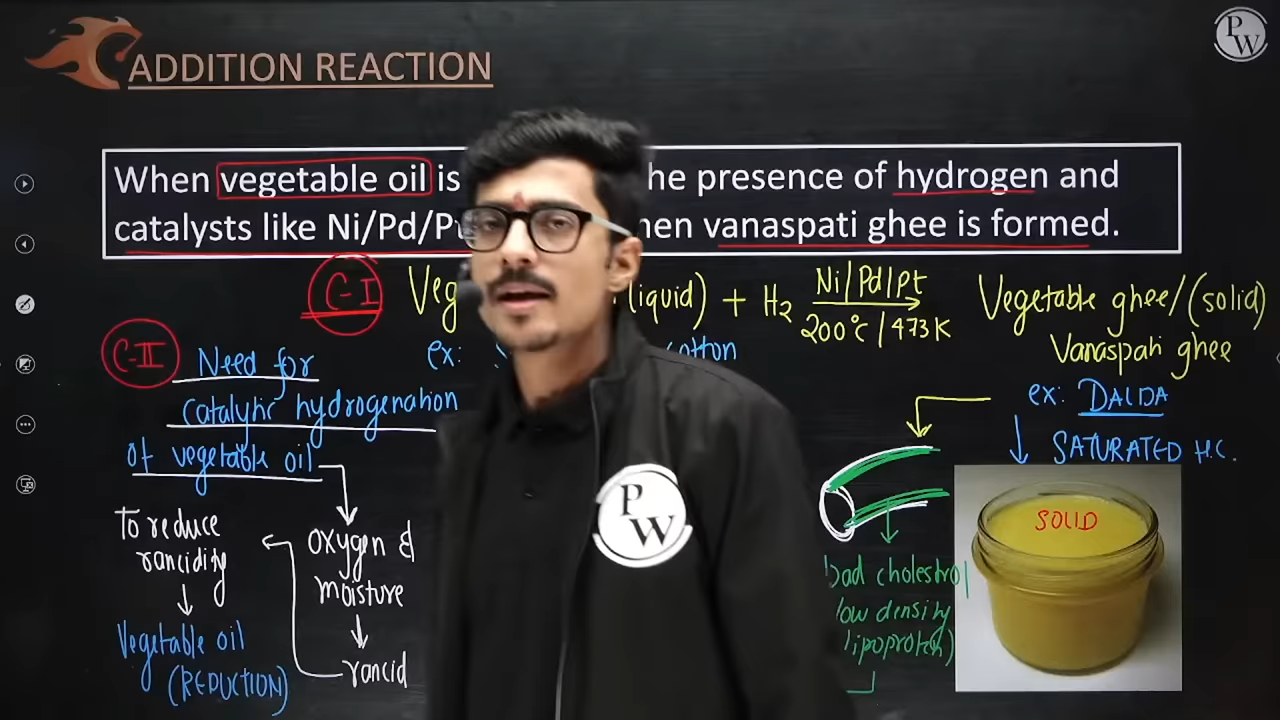 ADDITION REACTION
PW
When vegetable oil is he presence of hydrogen and
catalysts like Ni/Pd/Pt hen vanaspati ghee is formed.
C-I Veg (liquid) + H2 Ni/Pd/Pt 200°C/473K Vegetable ghee/(solid)
Vanaspati ghee
ex: cotton
ex: DALDA
SATURATED H.C.
C-II Need for
catalytic hydrogenation
of vegetable oil
To reduce
rancidity
Vegetable oil
(REDUCTION)
oxygen &
moisture
rancid
PW
bad cholestrol
low density
lipoprotein)
SOLID